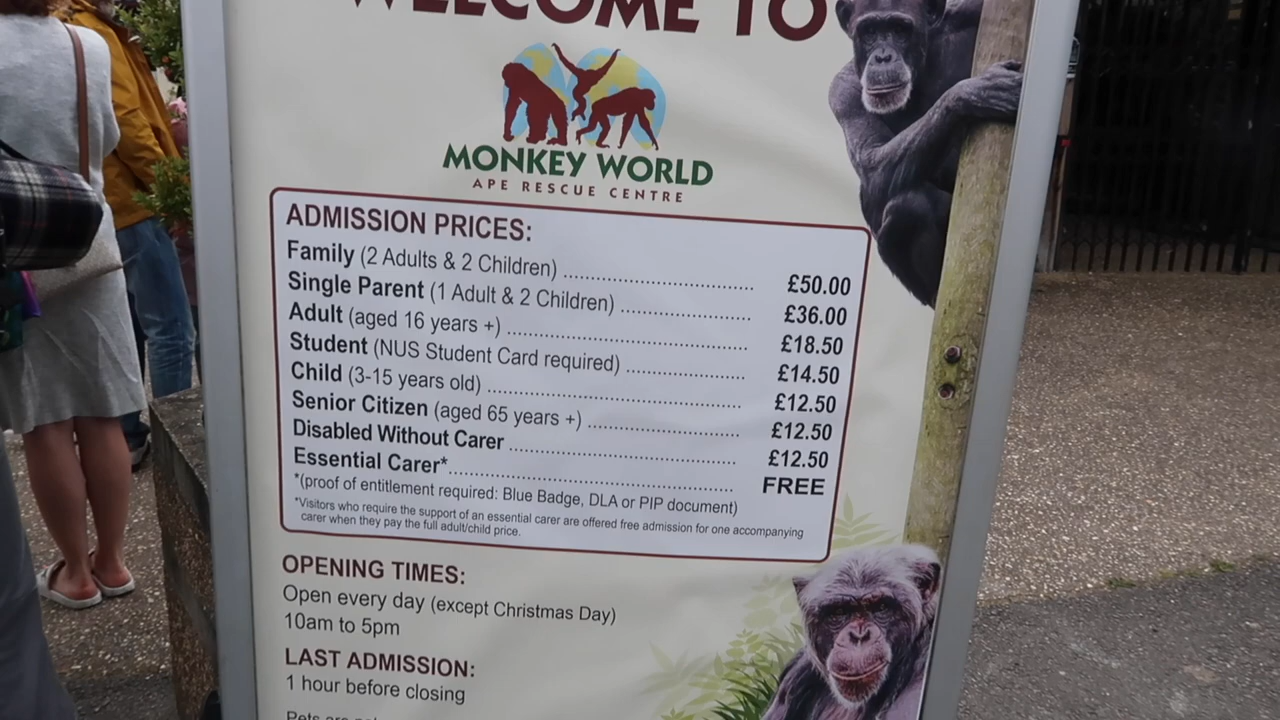 WELCOME TO
MONKEY WORLD
APE RESCUE CENTRE
ADMISSION PRICES:
Family (2 Adults & 2 Children) ................................ £50.00
Single Parent (1 Adult & 2 Children) ...................... £36.00
Adult (aged 16 years +) ........................................ £18.50
Student (NUS Student Card required) .................... £14.50
Child (3-15 years old) ........................................... £12.50
Senior Citizen (aged 65 years +) .......................... £12.50
Disabled Without Carer ...................................... £12.50
Essential Carer* ................................................ FREE
*(proof of entitlement required: Blue Badge, DLA or PIP document)
*Visitors who require the support of an essential carer are offered free admission for one accompanying
carer when they pay the full adult/child price.
OPENING TIMES:
Open every day (except Christmas Day)
10am to 5pm
LAST ADMISSION:
1 hour before closing
Pets are